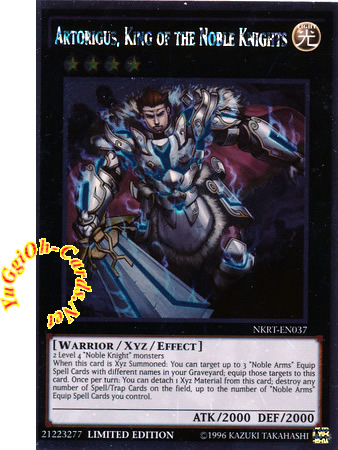 Artorigus, King of the Noble Knights
光
YuGgiOh-Cards.Net
NKRT-EN037
[Warrior / Xyz / Effect]
2 Level 4 "Noble Knight" monsters
When this card is Xyz Summoned: You can target up to 3 "Noble Arms" Equip
Spell Cards with different names in your Graveyard; equip those targets to this
card. Once per turn: You can detach 1 Xyz Material from this card; destroy any
number of Spell/Trap Cards on the field, up to the number of "Noble Arms" Equip
Spell Cards you control.
ATK/2000 DEF/2000
21223277 LIMITED EDITION ©1996 KAZUKI TAKAHASHI